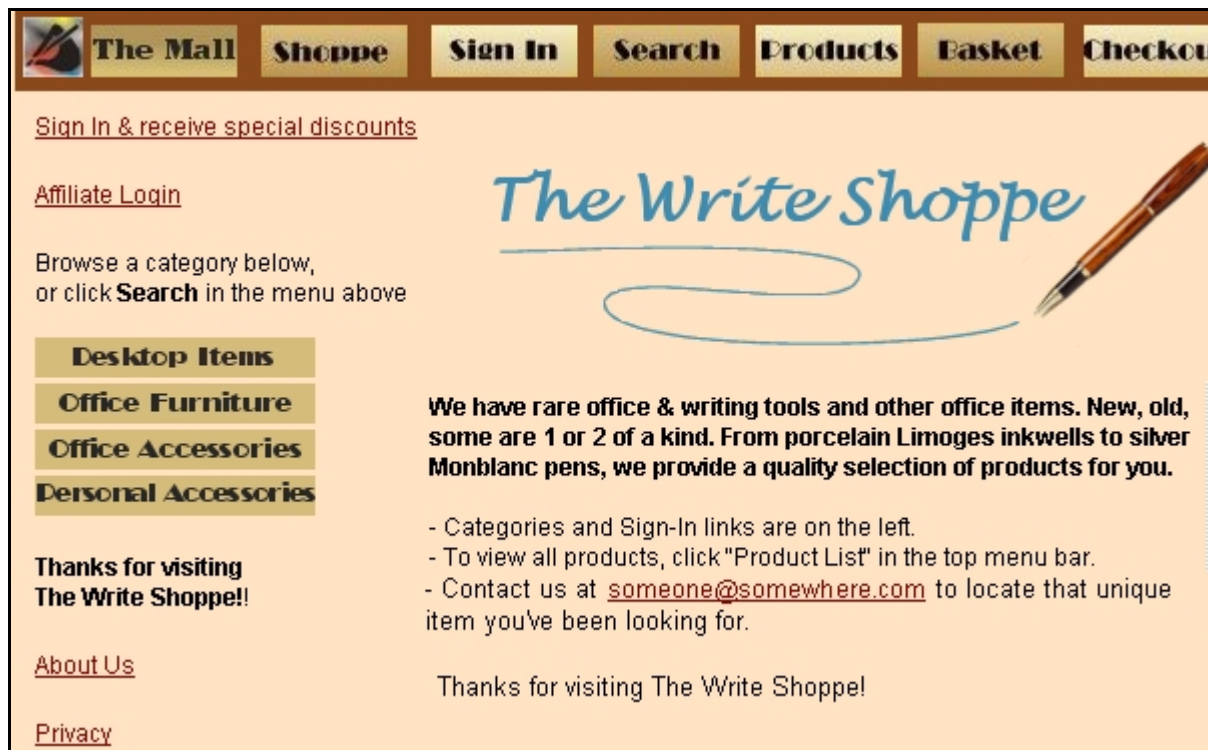 The Mall Shoppe Sign In Search Products Basket Checkou
Sign In & receive special discounts
Affiliate Login
Browse a category below,
or click Search in the menu above
Desktop Items
Office Furniture
Office Accessories
Personal Accessories
Thanks for visiting
The Write Shoppe!!
About Us
Privacy
The Write Shoppe
We have rare office & writing tools and other office items. New, old,
some are 1 or 2 of a kind. From porcelain Limoges inkwells to silver
Monblanc pens, we provide a quality selection of products for you.
- Categories and Sign-In links are on the left.
- To view all products, click "Product List" in the top menu bar.
- Contact us at someone@somewhere.com to locate that unique
item you've been looking for.
Thanks for visiting The Write Shoppe!